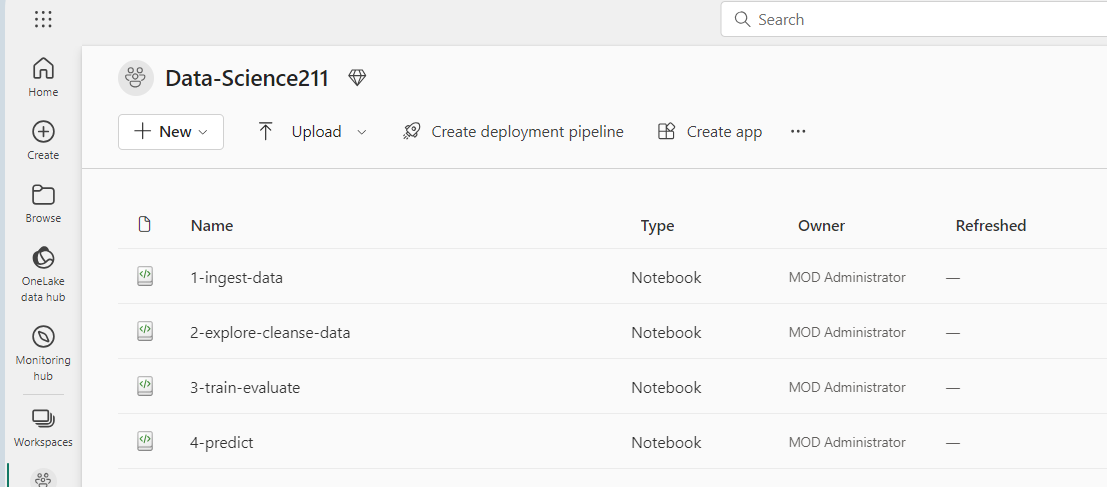 Search
Home
Create
Browse
OneLake
data hub
Monitoring
hub
Workspaces
Data-Science211
New
Upload
Create deployment pipeline
Create app
Name Type Owner Refreshed
1-ingest-data Notebook MOD Administrator —
2-explore-cleanse-data Notebook MOD Administrator —
3-train-evaluate Notebook MOD Administrator —
4-predict Notebook MOD Administrator —